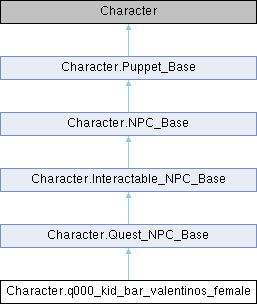 Character
Character.Puppet_Base
Character.NPC_Base
Character.Interactable_NPC_Base
Character.Quest_NPC_Base
Character.q000_kid_bar_valentinos_female